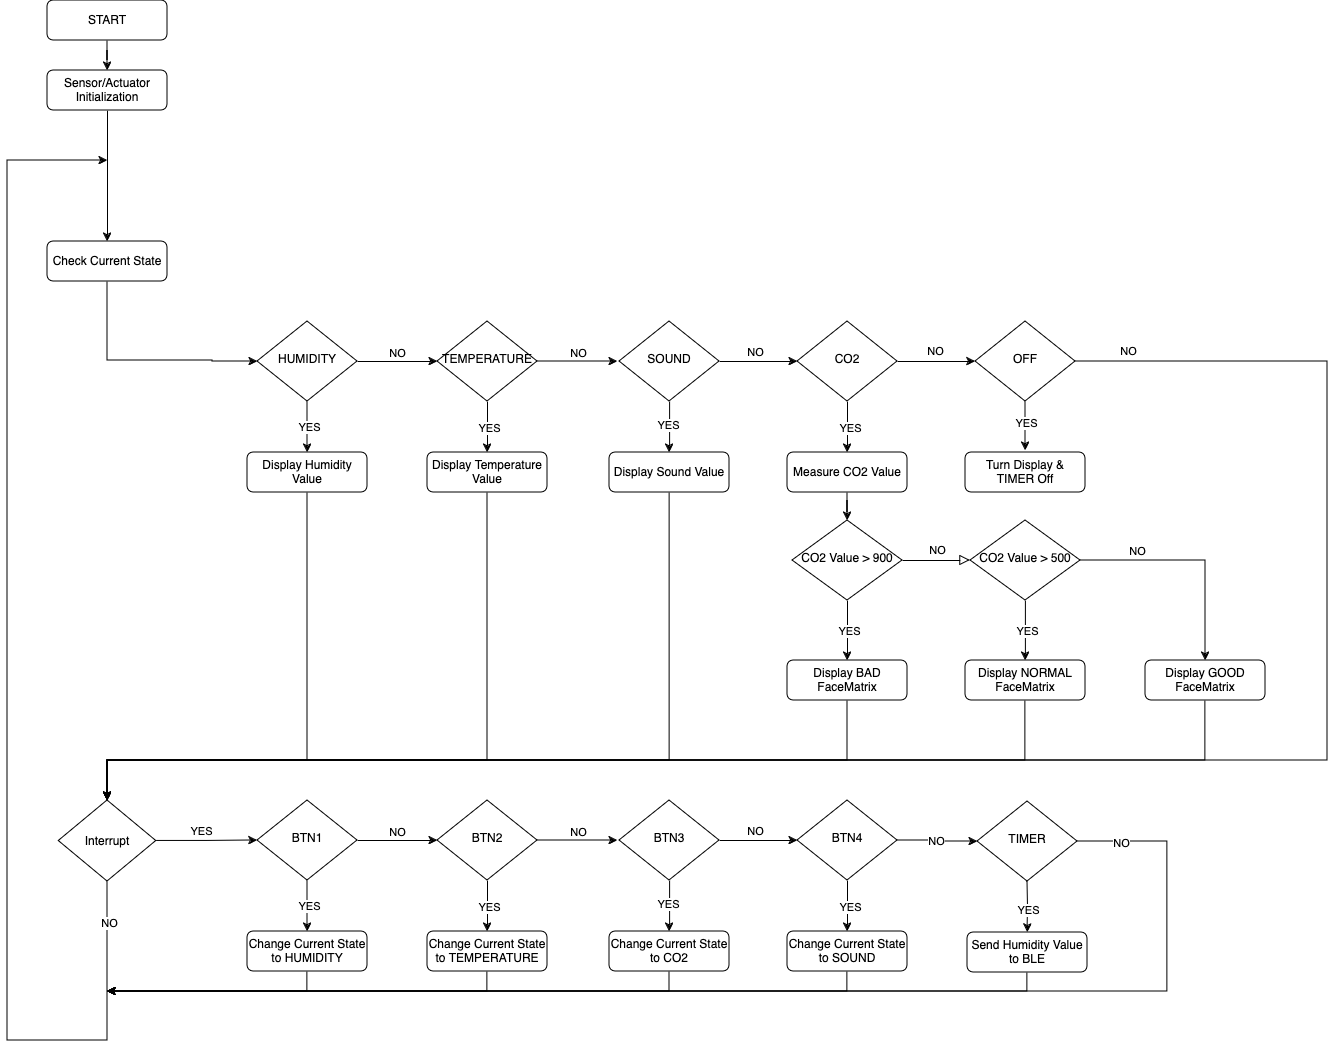 START
Sensor/Actuator
Initialization
Check Current State
HUMIDITY
NO
TEMPERATURE
NO
SOUND
NO
CO2
NO
OFF
NO
YES
YES
YES
YES
YES
Display Humidity
Value
Display Temperature
Value
Display Sound Value
Measure CO2 Value
Turn Display &
TIMER Off
CO2 Value > 900
NO
CO2 Value > 500
NO
YES
YES
Display BAD
FaceMatrix
Display NORMAL
FaceMatrix
Display GOOD
FaceMatrix
Interrupt
YES
BTN1
NO
BTN2
NO
BTN3
NO
BTN4
NO
TIMER
NO
NO
YES
YES
YES
YES
YES
Change Current State
to HUMIDITY
Change Current State
to TEMPERATURE
Change Current State
to CO2
Change Current State
to SOUND
Send Humidity Value
to BLE